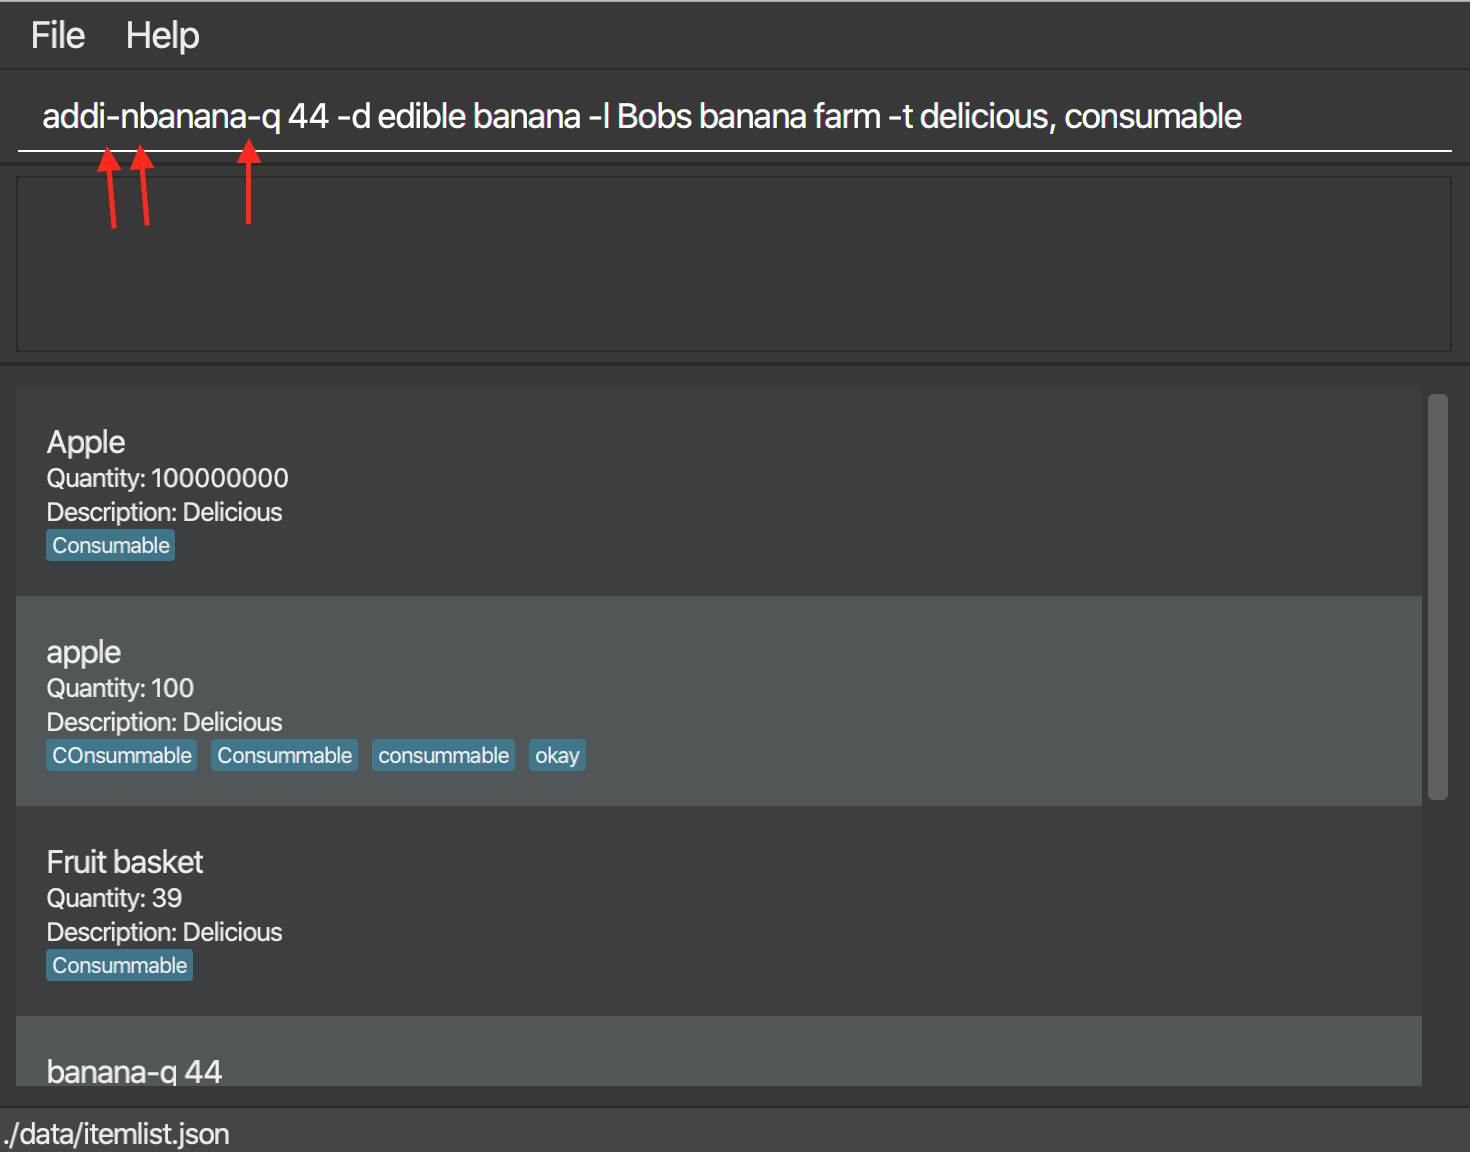 File Help
addi-nbanana-q 44 -d edible banana -l Bobs banana farm -t delicious, consumable
Apple
Quantity: 100000000
Description: Delicious
Consumable
apple
Quantity: 100
Description: Delicious
COnsummable Consummable consummable okay
Fruit basket
Quantity: 39
Description: Delicious
Consummable
banana-q 44
./data/itemlist.json